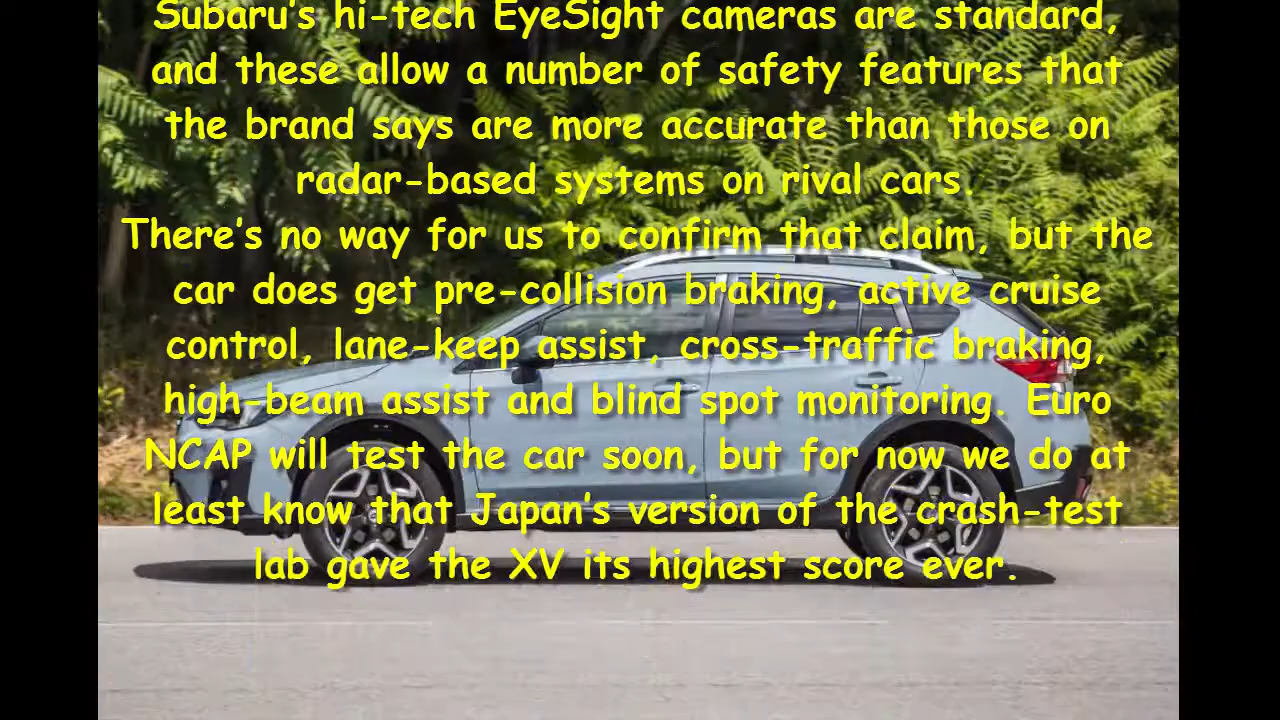 Subaru's hi-tech EyeSight cameras are standard,
and these allow a number of safety features that
the brand says are more accurate than those on
radar-based systems on rival cars.
There's no way for us to confirm that claim, but the
car does get pre-collision braking, active cruise
control, lane-keep assist, cross-traffic braking,
high-beam assist and blind spot monitoring. Euro
NCAP will test the car soon, but for now we do at
least know that Japan's version of the crash-test
lab gave the XV its highest score ever.